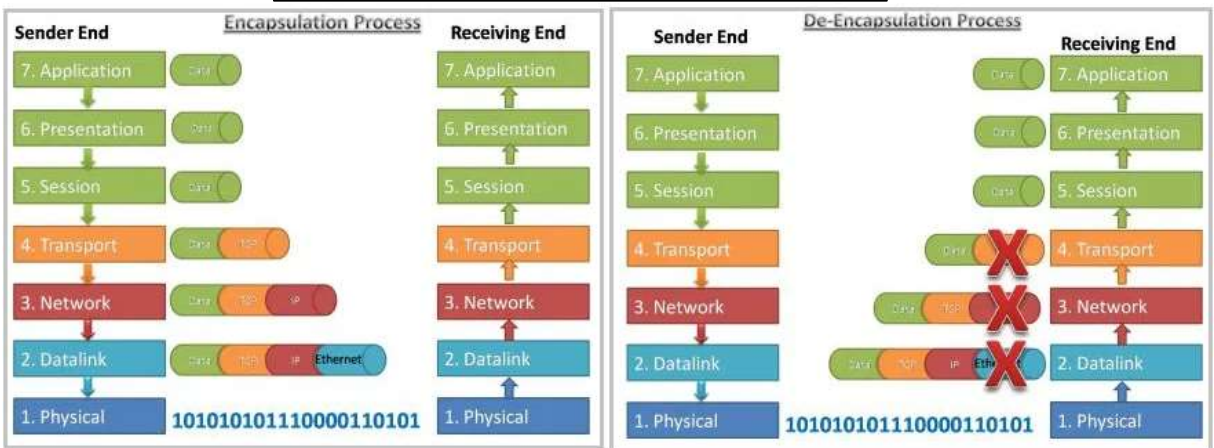 Encapsulation Process
Sender End
Receiving End
7. Application
Data
7. Application
6. Presentation
Data
6. Presentation
5. Session
Data
5. Session
4. Transport
Data TCP
4. Transport
3. Network
Data TCP IP
3. Network
2. Datalink
Data TCP IP Ethernet
2. Datalink
1. Physical
101010101110000110101
1. Physical
De-Encapsulation Process
Sender End
Receiving End
7. Application
Data
7. Application
6. Presentation
Data
6. Presentation
5. Session
Data
5. Session
4. Transport
Data
4. Transport
3. Network
Data TCP
3. Network
2. Datalink
Data TCP IP
2. Datalink
1. Physical
101010101110000110101
1. Physical